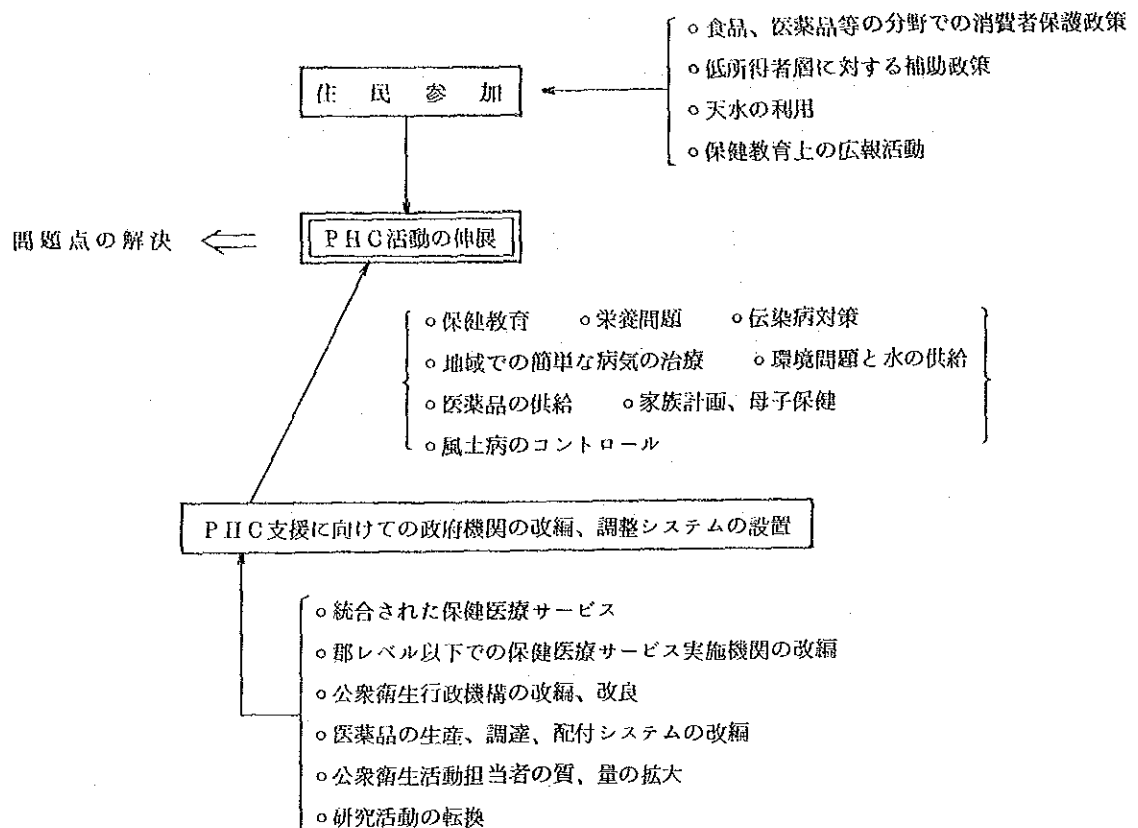 ○食品、医薬品等の分野での消費者保護政策
○低所得者層に対する補助政策
住民参加
○天水の利用
○保健教育上の広報活動
問題点の解決
PHC活動の伸展
○保健教育 ○栄養問題 ○伝染病対策
○地域での簡単な病気の治療 ○環境問題と水の供給
○医薬品の供給 ○家族計画、母子保健
○風土病のコントロール
PHC支援に向けての政府機関の改編、調整システムの設置
○統合された保健医療サービス
○郡レベル以下での保健医療サービス実施機関の改編
○公衆衛生行政機構の改編、改良
○医薬品の生産、調達、配付システムの改編
○公衆衛生活動担当者の質、量の拡大
○研究活動の転換